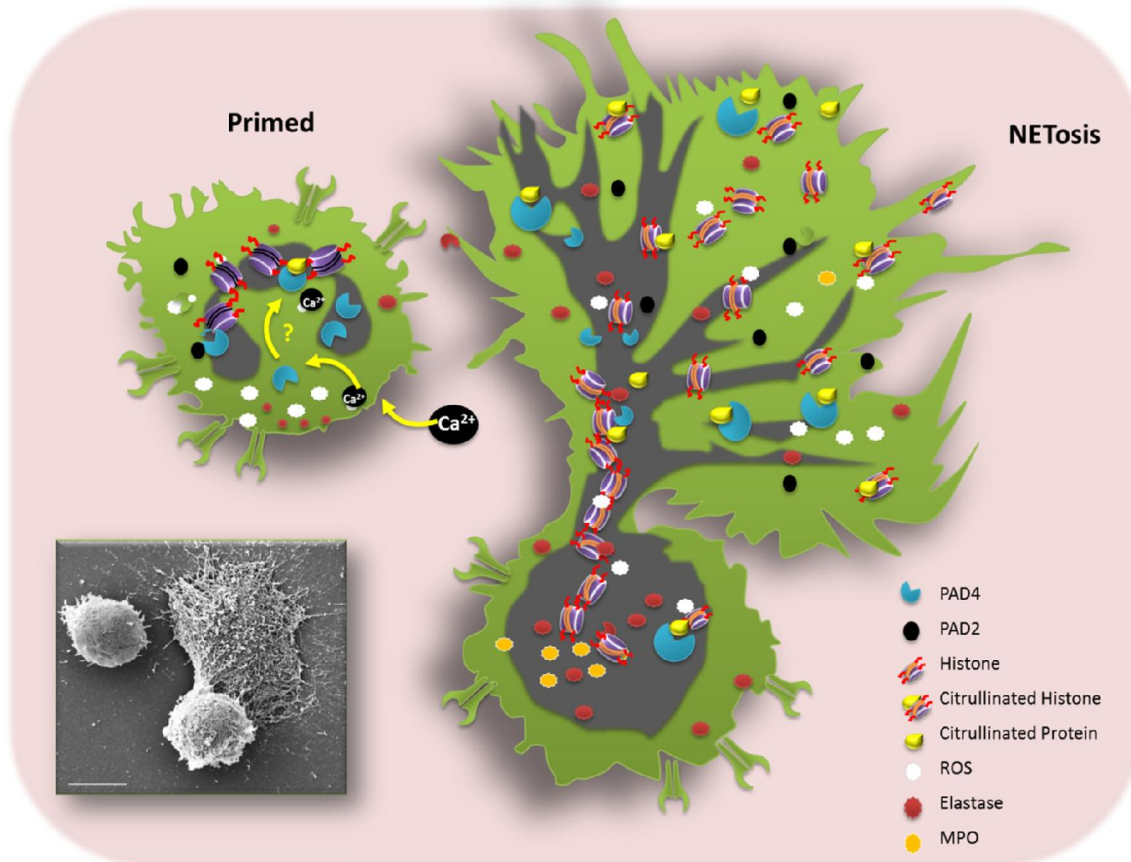 Primed
NETosis
Ca²⁺
?
Ca²⁺
Ca²⁺
PAD4
PAD2
Histone
Citrullinated Histone
Citrullinated Protein
ROS
Elastase
MPO